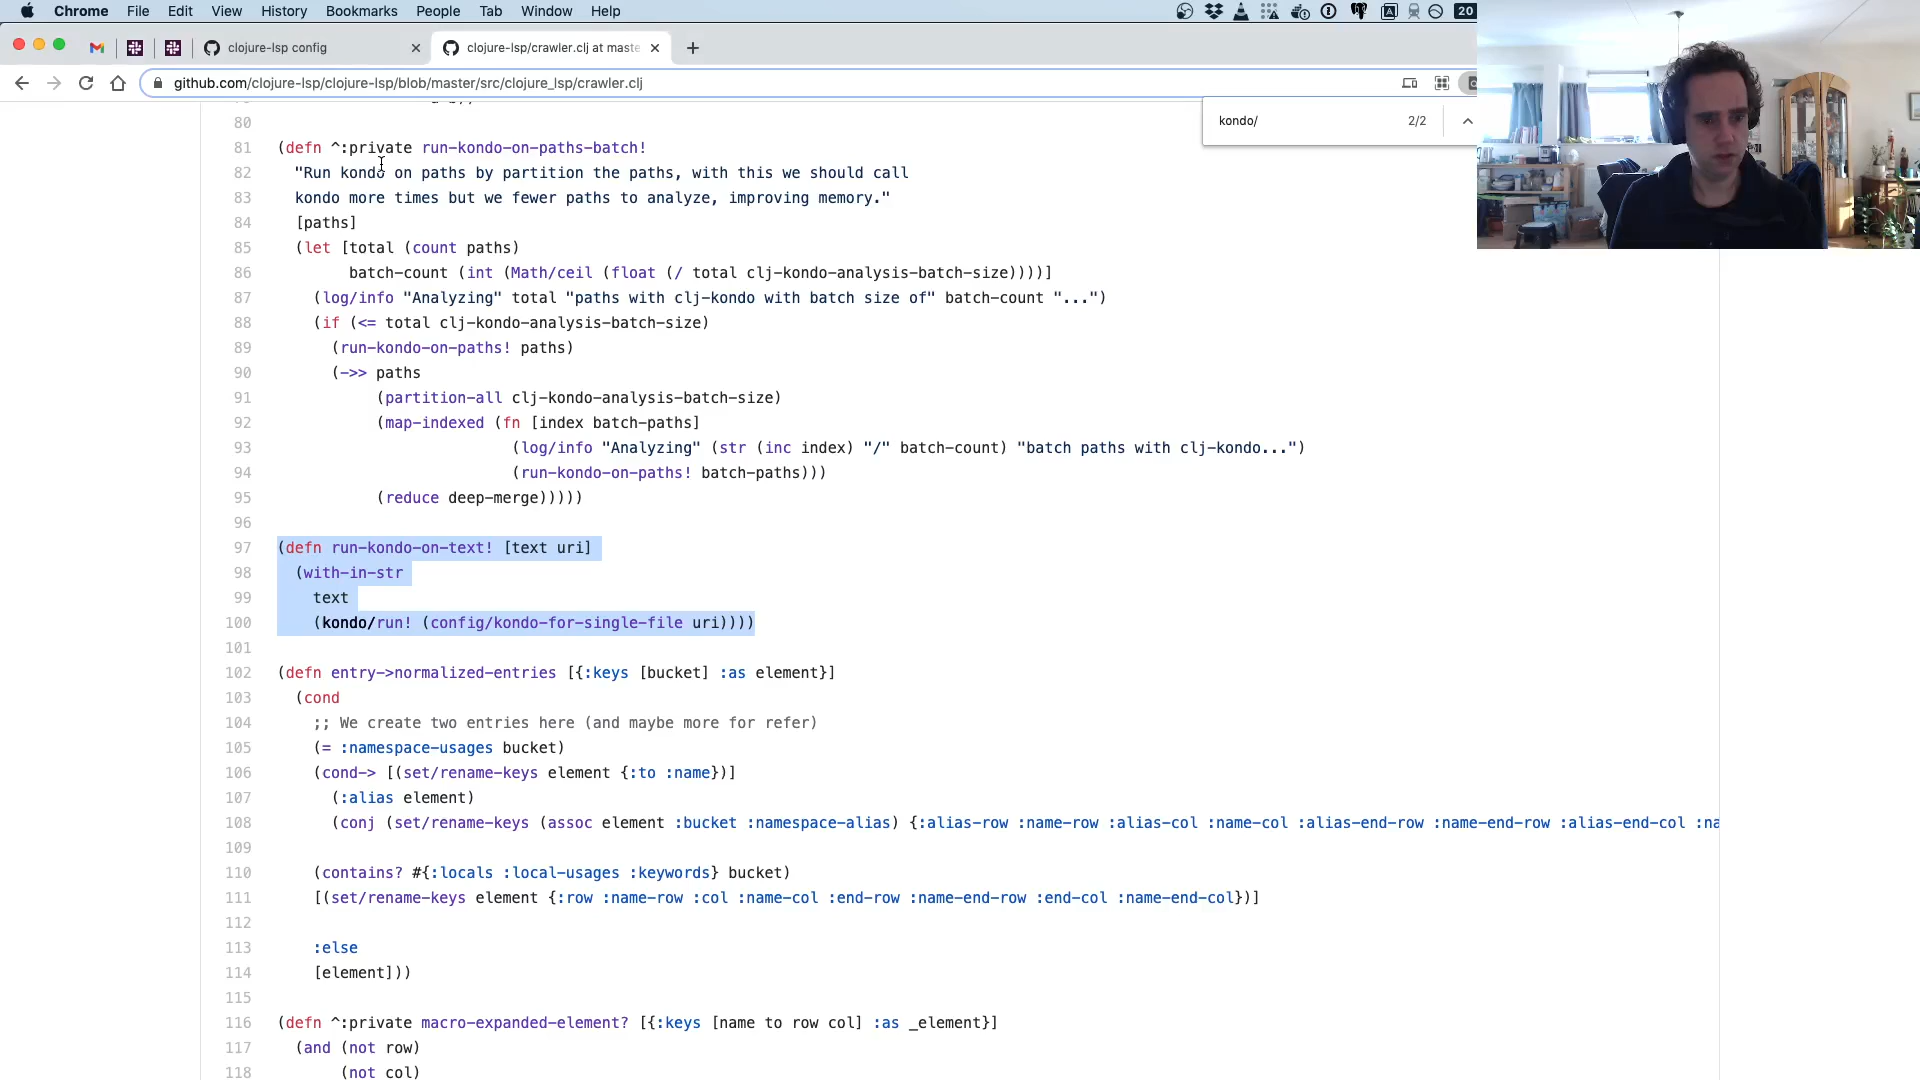 Chrome File Edit View History Bookmarks People Tab Window Help 20
clojure-lsp config
clojure-lsp/crawler.clj at maste
github.com/clojure-lsp/clojure-lsp/blob/master/src/clojure_lsp/crawler.clj
kondo/ 2/2
80
81 (defn ^:private run-kondo-on-paths-batch!
82 "Run kondo on paths by partition the paths, with this we should call
83 kondo more times but we fewer paths to analyze, improving memory."
84 [paths]
85 (let [total (count paths)
86 batch-count (int (Math/ceil (float (/ total clj-kondo-analysis-batch-size))))]
87 (log/info "Analyzing" total "paths with clj-kondo with batch size of" batch-count "...")
88 (if (<= total clj-kondo-analysis-batch-size)
89 (run-kondo-on-paths! paths)
90 (->> paths
91 (partition-all clj-kondo-analysis-batch-size)
92 (map-indexed (fn [index batch-paths]
93 (log/info "Analyzing" (str (inc index) "/" batch-count) "batch paths with clj-kondo...")
94 (run-kondo-on-paths! batch-paths)))
95 (reduce deep-merge)))))
96
97 (defn run-kondo-on-text! [text uri]
98 (with-in-str
99 text
100 (kondo/run! (config/kondo-for-single-file uri))))
101
102 (defn entry->normalized-entries [{:keys [bucket] :as element}]
103 (cond
104 ;; We create two entries here (and maybe more for refer)
105 (= :namespace-usages bucket)
106 (cond-> [(set/rename-keys element {:to :name})]
107 (:alias element)
108 (conj (set/rename-keys (assoc element :bucket :namespace-alias) {:alias-row :name-row :alias-col :name-col :alias-end-row :name-end-row :alias-end-col :na
109
110 (contains? #{:locals :local-usages :keywords} bucket)
111 [(set/rename-keys element {:row :name-row :col :name-col :end-row :name-end-row :end-col :name-end-col})]
112
113 :else
114 [element]))
115
116 (defn ^:private macro-expanded-element? [{:keys [name to row col] :as _element}]
117 (and (not row)
118 (not col)